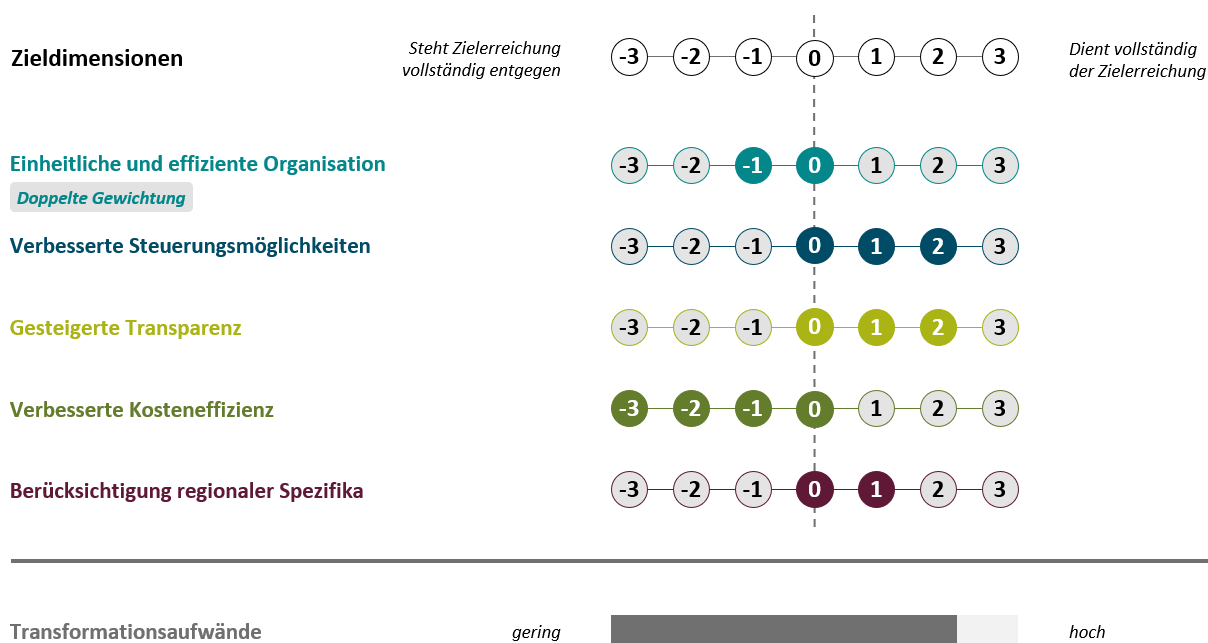 Zieldimensionen
Steht Zielerreichung
vollständig entgegen
-3 -2 -1 0 1 2 3
Dient vollständig
der Zielerreichung
Einheitliche und effiziente Organisation
-3 -2 -1 0 1 2 3
Doppelte Gewichtung
Verbesserte Steuerungsmöglichkeiten
-3 -2 -1 0 1 2 3
Gesteigerte Transparenz
-3 -2 -1 0 1 2 3
Verbesserte Kosteneffizienz
-3 -2 -1 0 1 2 3
Berücksichtigung regionaler Spezifika
-3 -2 -1 0 1 2 3
Transformationsaufwände
gering
hoch